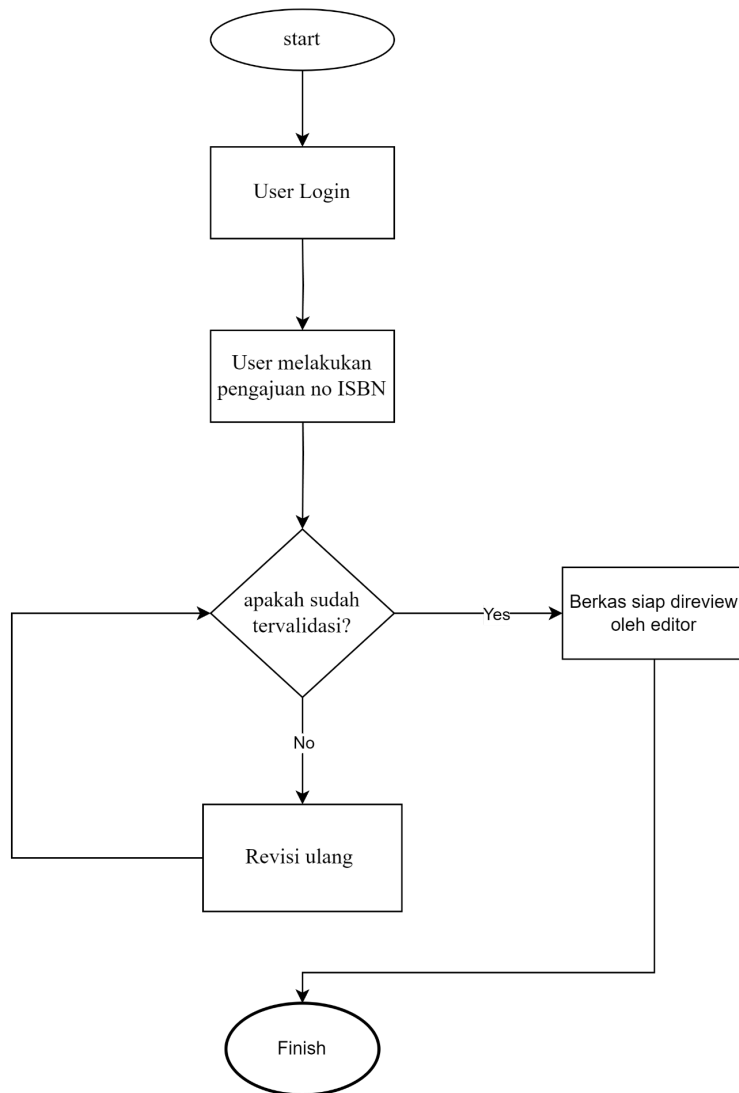 start
User Login
User melakukan
pengajuan no ISBN
apakah sudah
tervalidasi?
Yes
Berkas siap direview
oleh editor
No
Revisi ulang
Finish